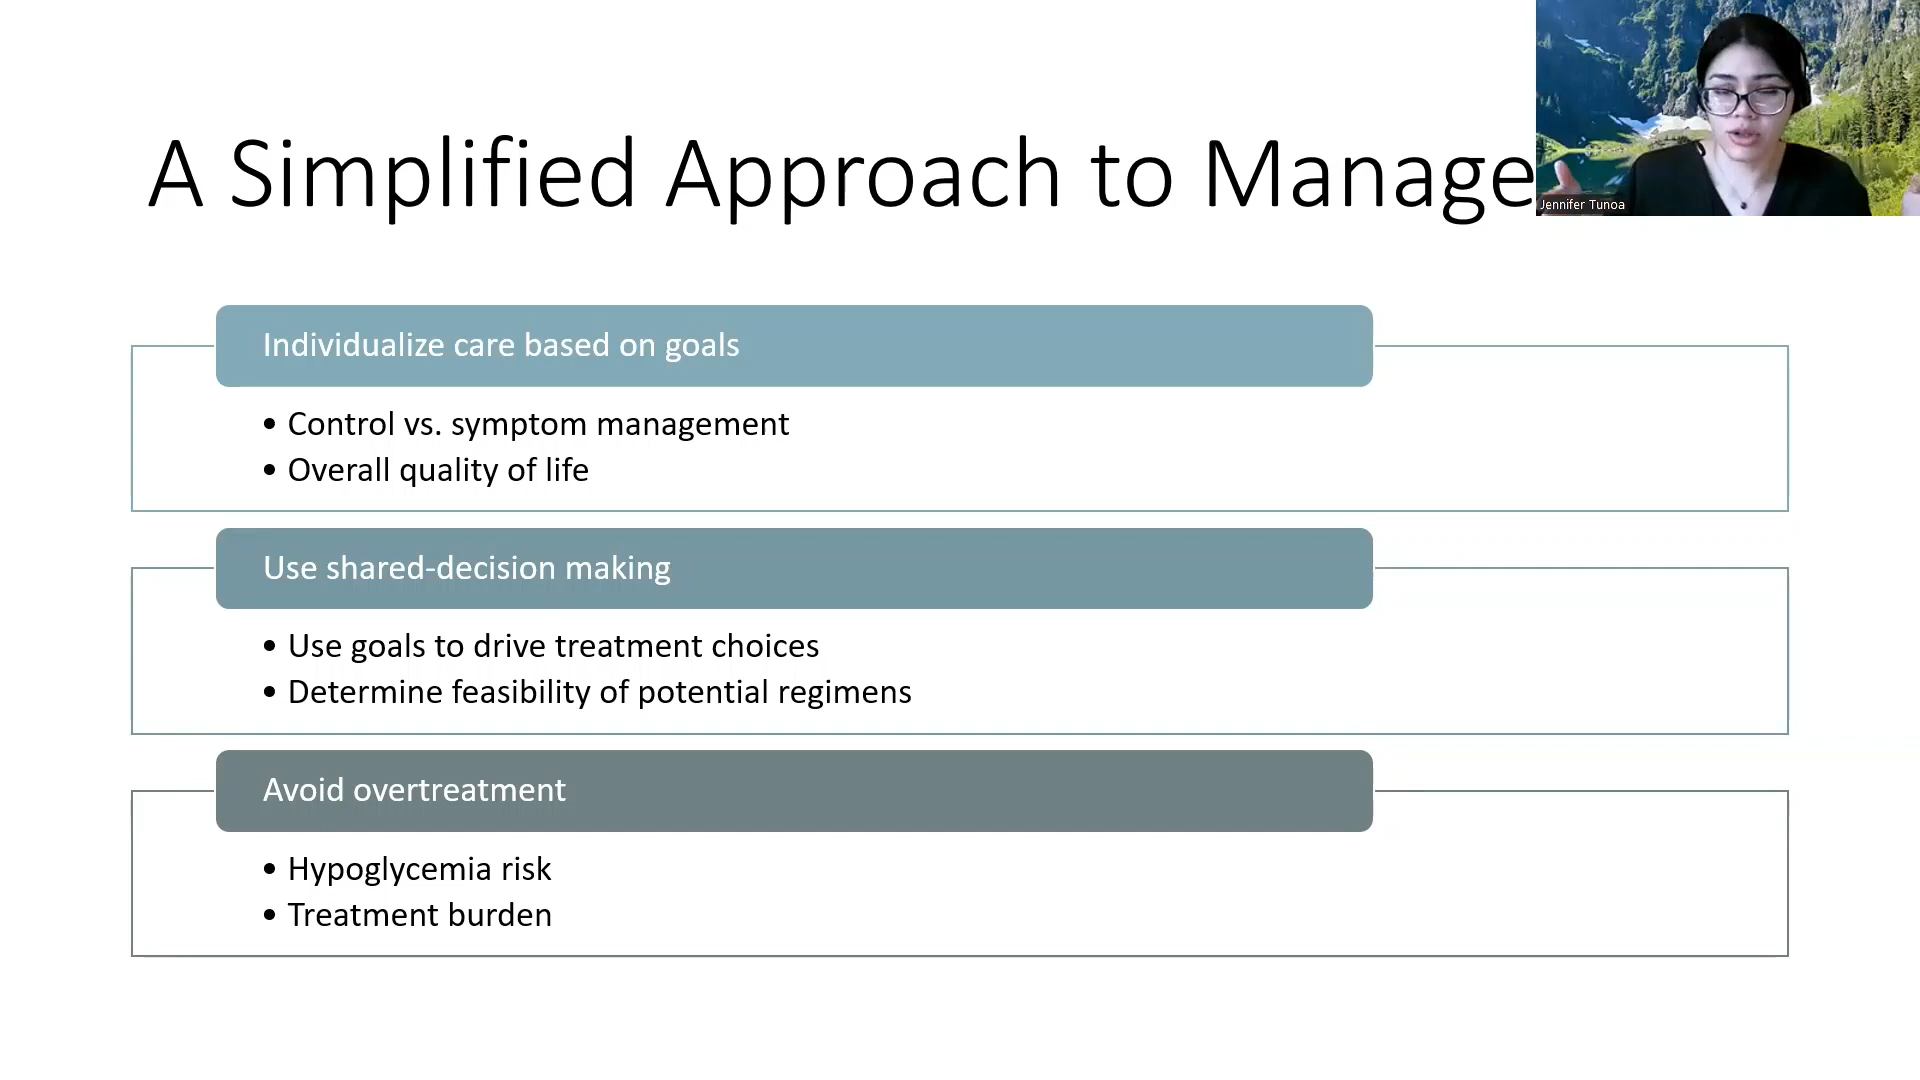 A Simplified Approach to Manage
Jennifer Tunoa
Individualize care based on goals
• Control vs. symptom management
• Overall quality of life
Use shared-decision making
• Use goals to drive treatment choices
• Determine feasibility of potential regimens
Avoid overtreatment
• Hypoglycemia risk
• Treatment burden